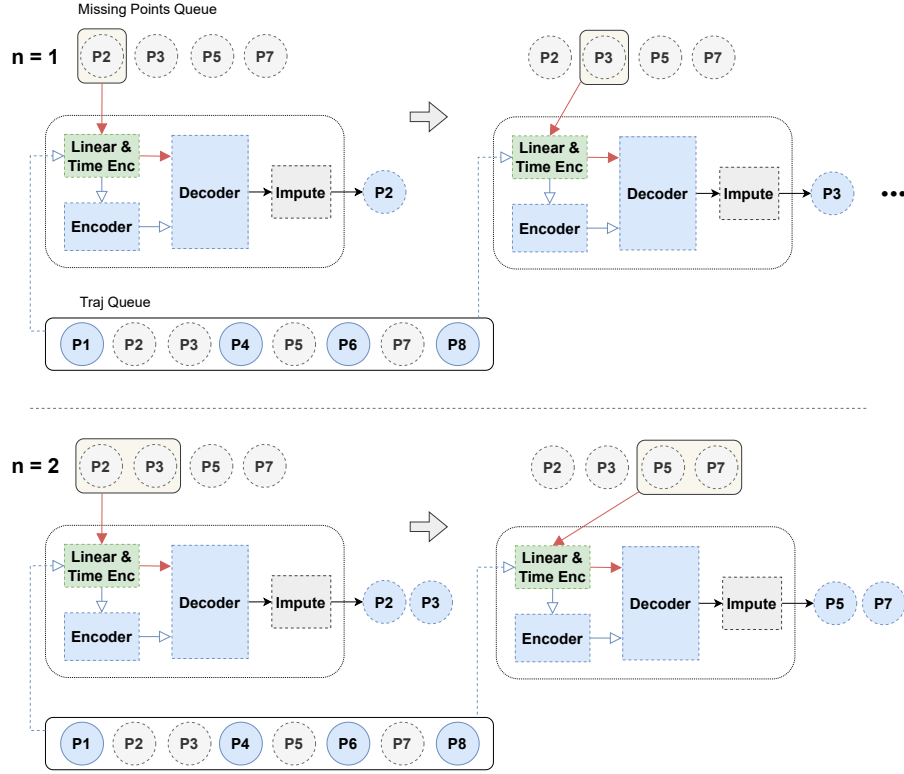 Missing Points Queue
n = 1
P2 P3 P5 P7
P2 P3 P5 P7
Linear &
Time Enc
Encoder
Decoder
Impute
P2
Linear &
Time Enc
Encoder
Decoder
Impute
P3
•••
Traj Queue
P1 P2 P3 P4 P5 P6 P7 P8
n = 2
P2 P3 P5 P7
P2 P3 P5 P7
Linear &
Time Enc
Encoder
Decoder
Impute
P2 P3
Linear &
Time Enc
Encoder
Decoder
Impute
P5 P7
P1 P2 P3 P4 P5 P6 P7 P8